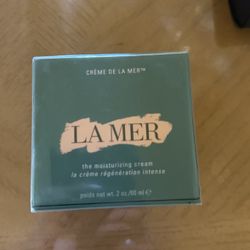 CRÈME DE LA MER™
LA MER
the moisturizing cream
la crème régénération intense
poids net wt. 2 oz/60 ml ℮